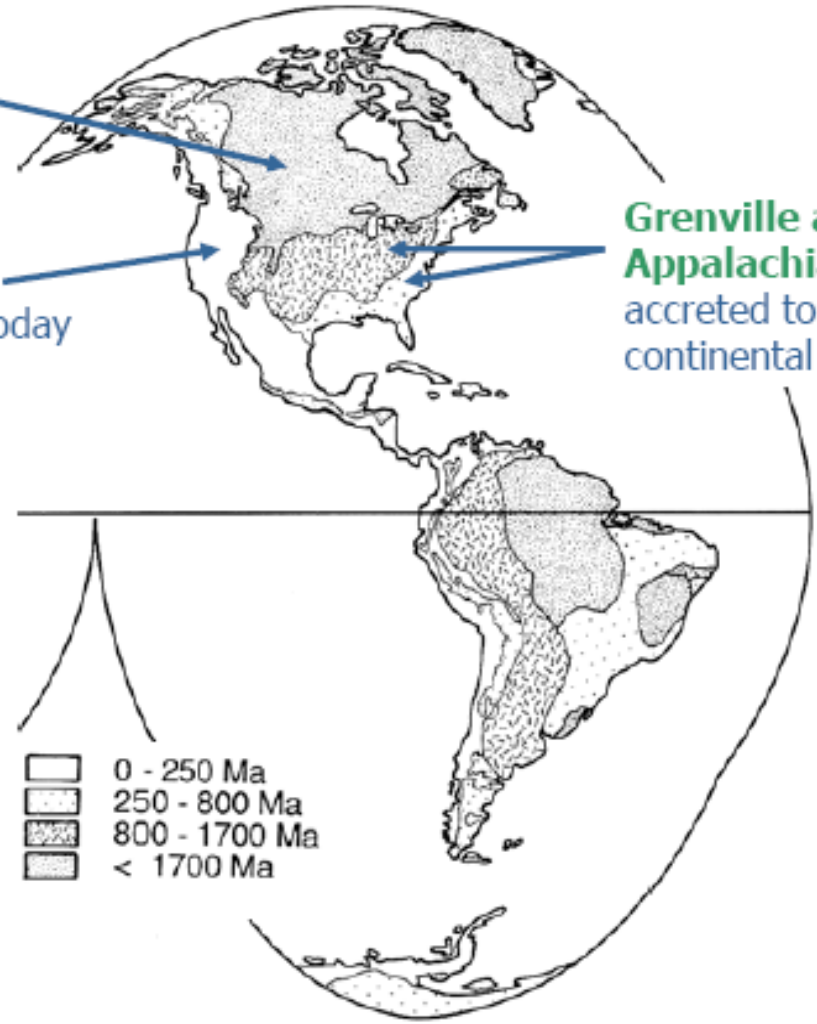 Grenville a
Appalachi
accreted to
continental
oday
0 - 250 Ma
250 - 800 Ma
800 - 1700 Ma
< 1700 Ma